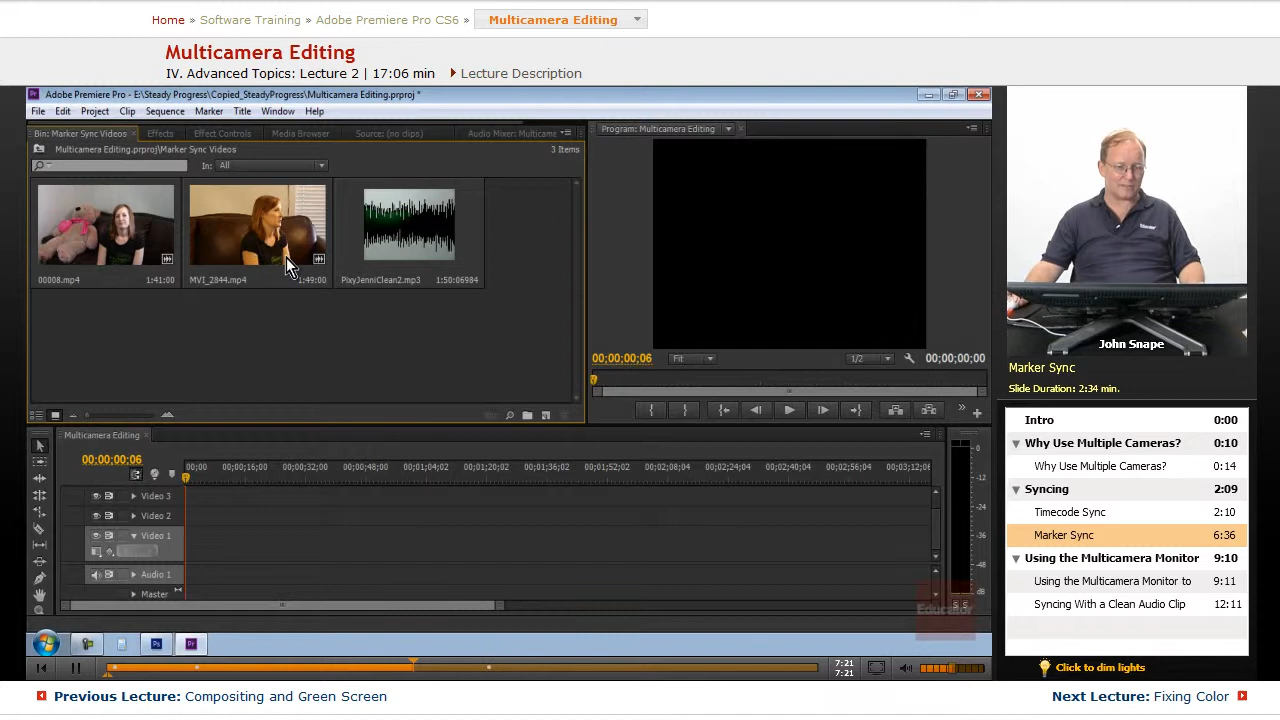 Home » Software Training » Adobe Premiere Pro CS6 » Multicamera Editing
Multicamera Editing
IV. Advanced Topics: Lecture 2 | 17:06 min Lecture Description
Adobe Premiere Pro - E:\Steady Progress\Copied_SteadyProgress\Multicamera Editing.prproj *
File Edit Project Clip Sequence Marker Title Window Help
Bin: Marker Sync Videos Effects Effect Controls Media Browser Source: (no clips) Audio Mixer: Multicame
Multicamera Editing.prproj\Marker Sync Videos 3 Items
In: All
00008.mp4 1:41:00 MVI_2844.mp4 1:49:00 PixyJenniClean2.mp3 1:50:06984
Program: Multicamera Editing
00;00;00;06 Fit 1/2 00;00;00;00
Multicamera Editing
00;00;00;06
00;00 00;00;16;00 00;00;32;00 00;00;48;00 00;01;04;02 00;01;20;02 00;01;36;02 00;01;52;02 00;02;08;04 00;02;24;04 00;02;40;04 00;02;56;04 00;03;12;06
Video 3
Video 2
Video 1
Audio 1
Master
0
-12
-24
-36
-48
dB
S S
Educator
Ps Pr
7:21
7:21
Educator
John Snape
Marker Sync
Slide Duration: 2:34 min.
Intro 0:00
Why Use Multiple Cameras? 0:10
Why Use Multiple Cameras? 0:14
Syncing 2:09
Timecode Sync 2:10
Marker Sync 6:36
Using the Multicamera Monitor 9:10
Using the Multicamera Monitor to 9:11
Syncing With a Clean Audio Clip 12:11
Click to dim lights
Previous Lecture: Compositing and Green Screen
Next Lecture: Fixing Color